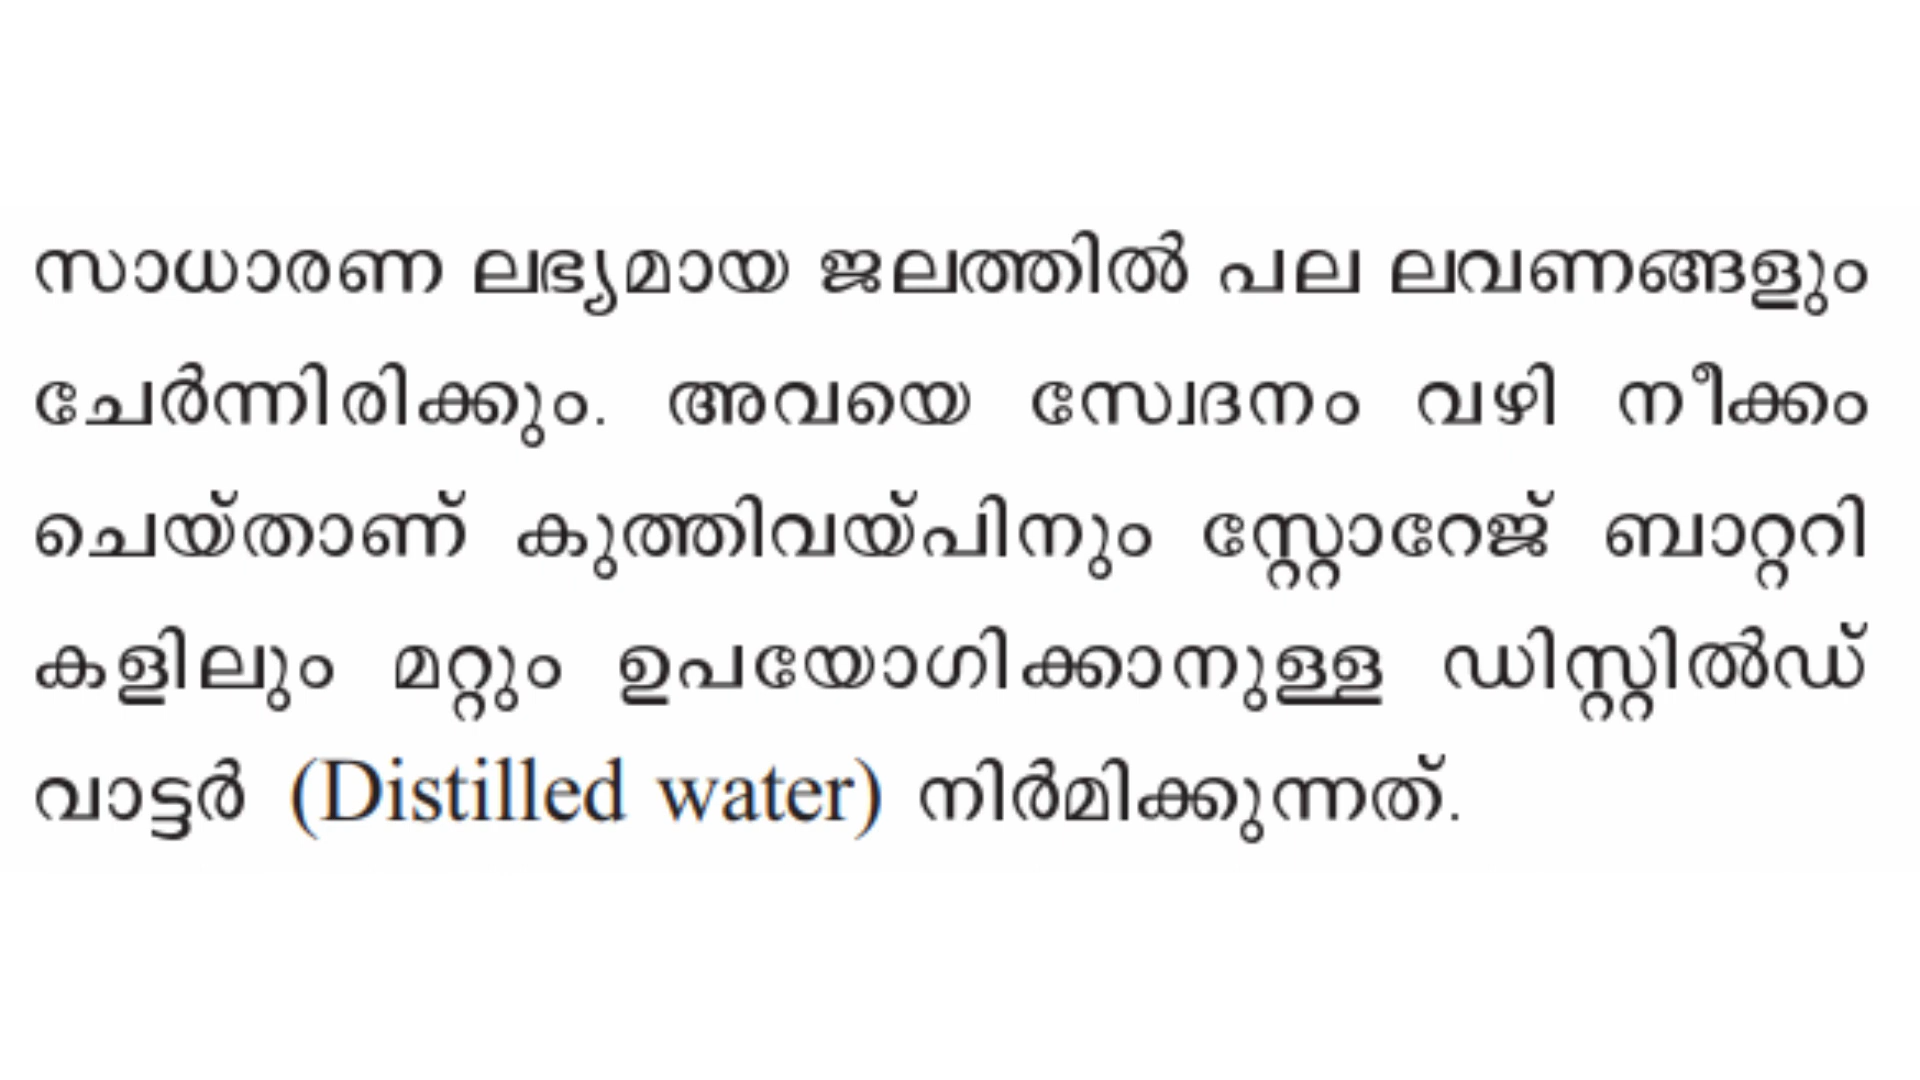 സാധാരണ ലഭ്യമായ ജലത്തിൽ പല ലവണങ്ങളും
ചേർന്നിരിക്കും. അവയെ സ്വേദനം വഴി നീക്കം
ചെയ്താണ് കുത്തിവയ്പിനും സ്റ്റോറേജ് ബാറ്ററി
കളിലും മറ്റും ഉപയോഗിക്കാനുള്ള ഡിസ്റ്റിൽഡ്
വാട്ടർ (Distilled water) നിർമിക്കുന്നത്.